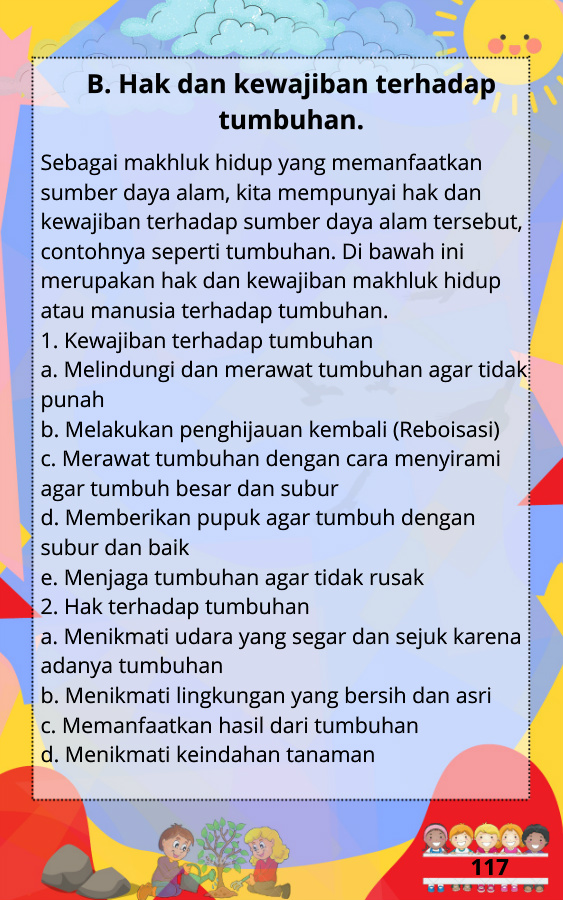 B. Hak dan kewajiban terhadap
tumbuhan.
Sebagai makhluk hidup yang memanfaatkan
sumber daya alam, kita mempunyai hak dan
kewajiban terhadap sumber daya alam tersebut,
contohnya seperti tumbuhan. Di bawah ini
merupakan hak dan kewajiban makhluk hidup
atau manusia terhadap tumbuhan.
1. Kewajiban terhadap tumbuhan
a. Melindungi dan merawat tumbuhan agar tidak
punah
b. Melakukan penghijauan kembali (Reboisasi)
c. Merawat tumbuhan dengan cara menyirami
agar tumbuh besar dan subur
d. Memberikan pupuk agar tumbuh dengan
subur dan baik
e. Menjaga tumbuhan agar tidak rusak
2. Hak terhadap tumbuhan
a. Menikmati udara yang segar dan sejuk karena
adanya tumbuhan
b. Menikmati lingkungan yang bersih dan asri
c. Memanfaatkan hasil dari tumbuhan
d. Menikmati keindahan tanaman
117